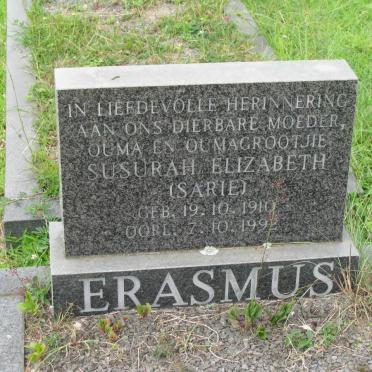 IN LIEFDEVOLLE HERINNERING
AAN ONS DIERBARE MOEDER,
OUMA EN OUMAGROOTJIE
SUSURAH ELIZABETH
(SARIE)
GEB. 19. 10. 1910
OORL. 7. 10.
ERASMUS